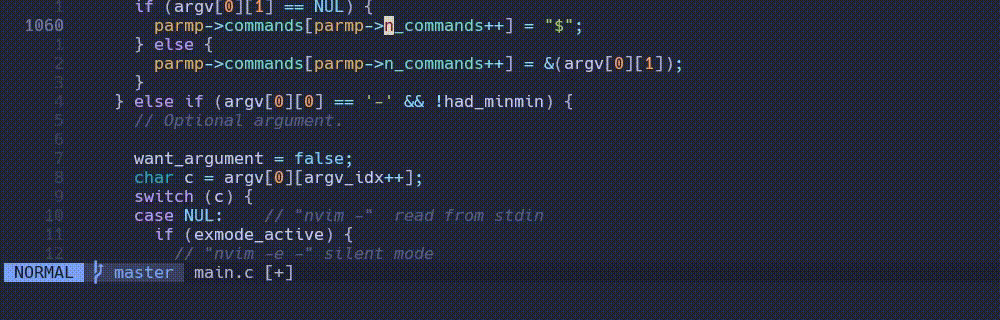 1 if (argv[0][1] == NUL) {
1060 parmp->commands[parmp->n_commands++] = "$";
1 } else {
2 parmp->commands[parmp->n_commands++] = &(argv[0][1]);
3 }
4 } else if (argv[0][0] == '-' && !had_minmin) {
5 // Optional argument.
6
7 want_argument = false;
8 char c = argv[0][argv_idx++];
9 switch (c) {
10 case NUL: // "nvim -" read from stdin
11 if (exmode_active) {
12 // "nvim -e -" silent mode
NORMAL master main.c [+]